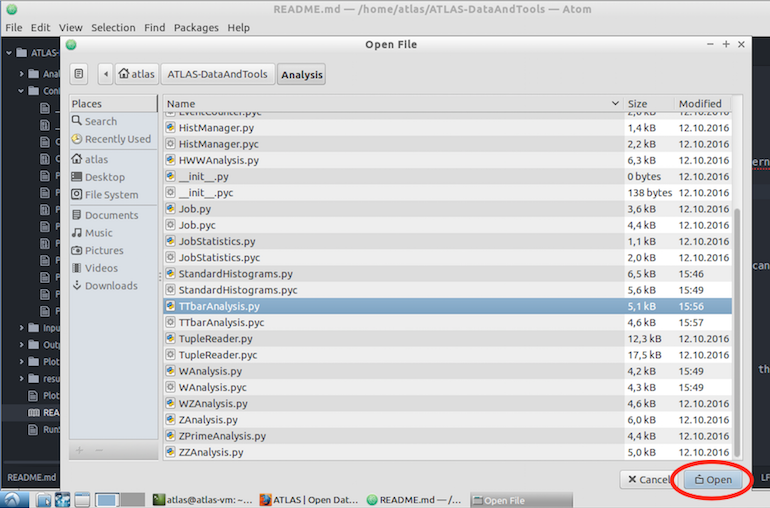 README.md — /home/atlas/ATLAS-DataAndTools — Atom
File Edit View Selection Find Packages Help
Open File
atlas ATLAS-DataAndTools Analysis
Places
Search
Recently Used
atlas
Desktop
File System
Documents
Music
Pictures
Videos
Downloads
Name Size Modified
EventCounter.pyc 2,0 kB 12.10.2016
HistManager.py 1,4 kB 12.10.2016
HistManager.pyc 2,2 kB 12.10.2016
HWWAnalysis.py 6,3 kB 12.10.2016
__init__.py 0 bytes 12.10.2016
__init__.pyc 138 bytes 12.10.2016
Job.py 3,6 kB 12.10.2016
Job.pyc 4,4 kB 12.10.2016
JobStatistics.py 1,1 kB 12.10.2016
JobStatistics.pyc 2,0 kB 12.10.2016
StandardHistograms.py 6,5 kB 15:46
StandardHistograms.pyc 5,6 kB 15:49
TTbarAnalysis.py 5,1 kB 15:56
TTbarAnalysis.pyc 4,6 kB 15:57
TupleReader.py 12,3 kB 12.10.2016
TupleReader.pyc 17,5 kB 12.10.2016
WAnalysis.py 4,2 kB 15:49
WAnalysis.pyc 4,3 kB 15:49
WZAnalysis.py 4,6 kB 12.10.2016
ZAnalysis.py 6,0 kB 12.10.2016
ZPrimeAnalysis.py 4,4 kB 12.10.2016
ZZAnalysis.py 5,0 kB 12.10.2016
Cancel Open
ATLAS-
Ana
Con
Inpu
Outp
Plot
resu
Plot
REA
RunS
ern
can
th
README.md LF
atlas@atlas-vm: ~... ATLAS | Open Dat... README.md — /... Open File